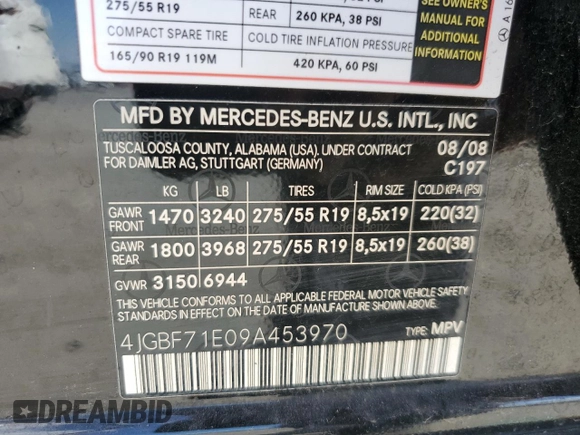 275/55 R19
REAR 260 KPA, 38 PSI
SEE OWNER'S
MANUAL FOR
ADDITIONAL
INFORMATION
COMPACT SPARE TIRE COLD TIRE INFLATION PRESSURE
165/90 R19 119M 420 KPA, 60 PSI
MFD BY MERCEDES-BENZ U.S. INTL., INC
TUSCALOOSA COUNTY, ALABAMA (USA). UNDER CONTRACT 08/08
FOR DAIMLER AG, STUTTGART (GERMANY) C197
KG LB TIRES RIM SIZE COLD KPA (PSI)
GAWR FRONT 1470 3240 275/55 R19 8,5x19 220(32)
GAWR REAR 1800 3968 275/55 R19 8,5x19 260(38)
GVWR 3150 6944
THIS VEHICLE CONFORMS TO ALL APPLICABLE FEDERAL MOTOR VEHICLE SAFETY
STANDARDS IN EFFECT ON THE DATE OF MANUFACTURE SHOWN ABOVE.
4JGBF71E09A453970 TYPE: MPV
DREAMBID